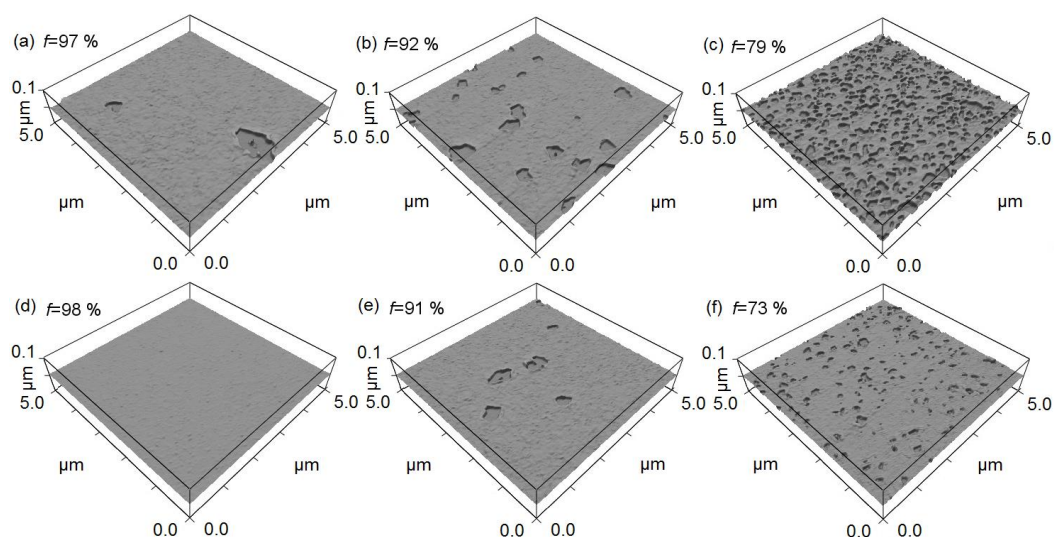 (a) f=97 %
0.1
µm
5.0
5.0
µm
µm
0.0 0.0
(b) f=92 %
0.1
µm
5.0
5.0
µm
µm
0.0 0.0
(c) f=79 %
0.1
µm
5.0
5.0
µm
µm
0.0 0.0
(d) f=98 %
0.1
µm
5.0
5.0
µm
µm
0.0 0.0
(e) f=91 %
0.1
µm
5.0
5.0
µm
µm
0.0 0.0
(f) f=73 %
0.1
µm
5.0
5.0
µm
µm
0.0 0.0